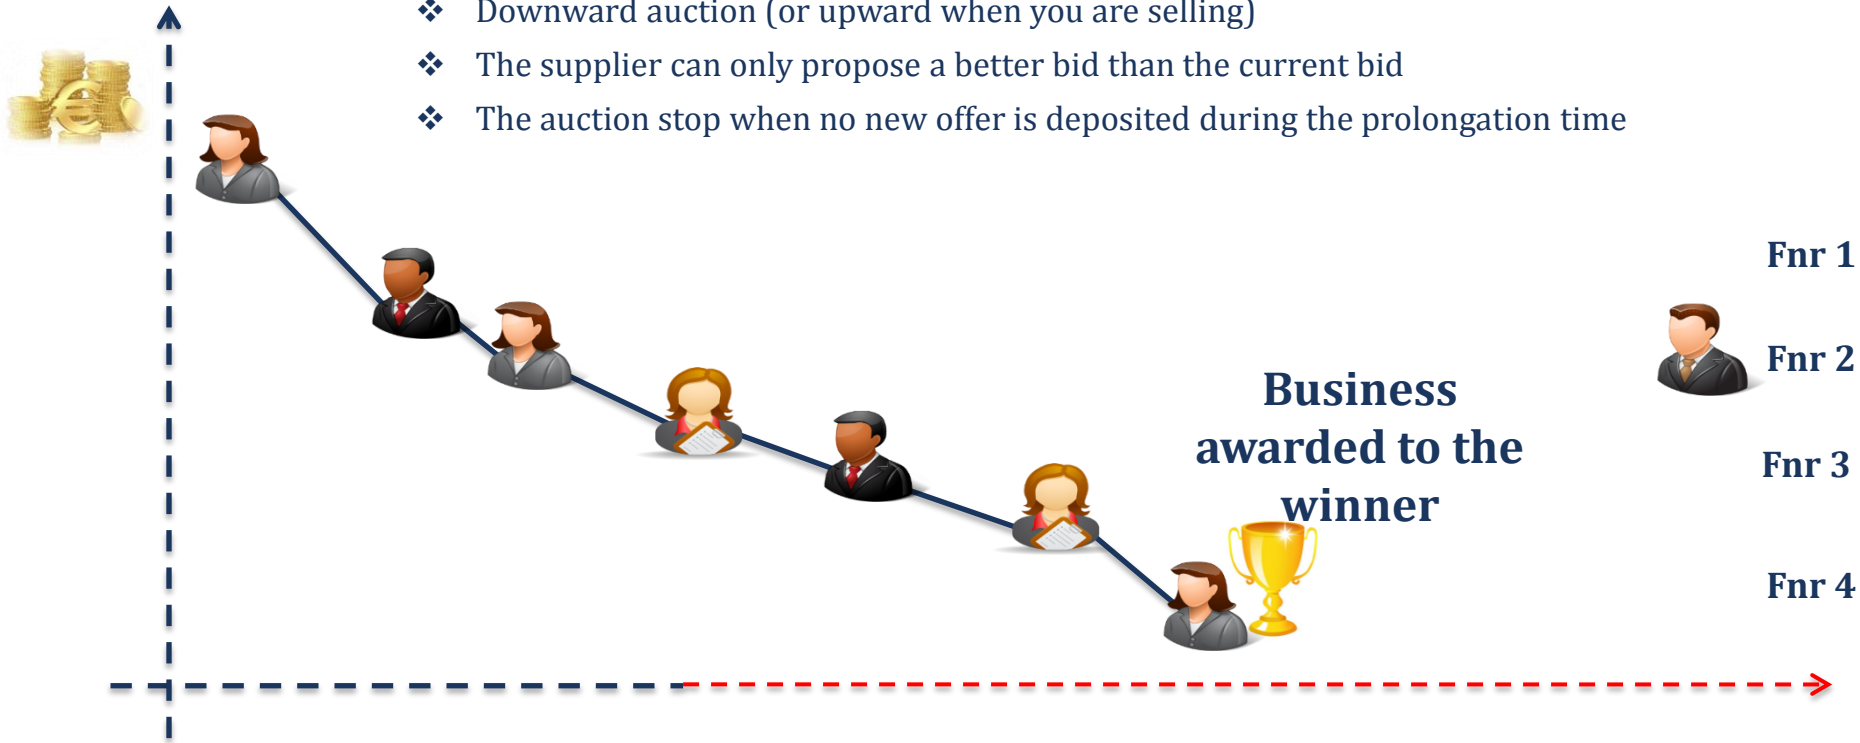 ❖ Downward auction (or upward when you are selling)
❖ The supplier can only propose a better bid than the current bid
❖ The auction stop when no new offer is deposited during the prolongation time
Fnr 1
Fnr 2
Business
awarded to the
winner
Fnr 3
Fnr 4